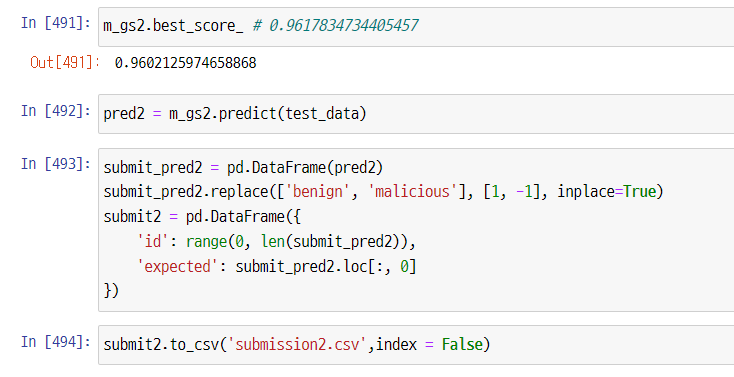 In [491]: m_gs2.best_score_ # 0.9617834734405457
Out[491]: 0.9602125974658868
In [492]: pred2 = m_gs2.predict(test_data)
In [493]: submit_pred2 = pd.DataFrame(pred2)
submit_pred2.replace(['benign', 'malicious'], [1, -1], inplace=True)
submit2 = pd.DataFrame({
    'id': range(0, len(submit_pred2)),
    'expected': submit_pred2.loc[:, 0]
})
In [494]: submit2.to_csv('submission2.csv',index = False)